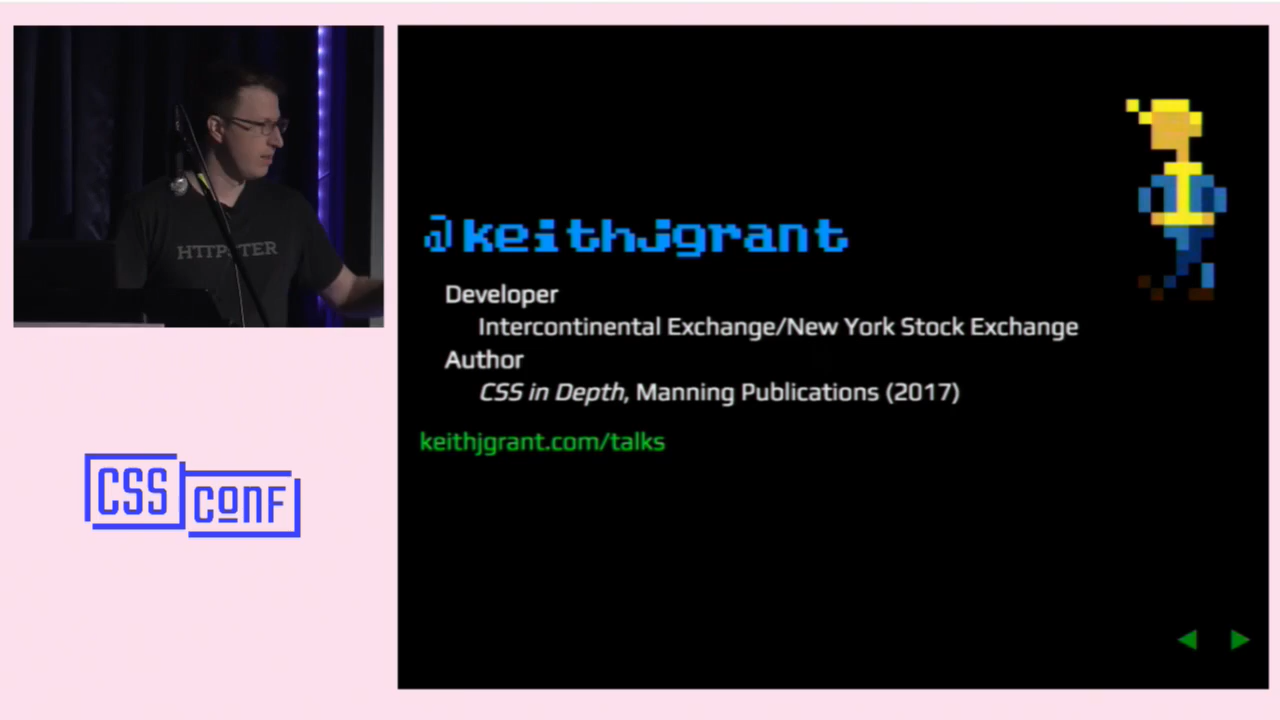 HTTPSTER
@keithjgrant
Developer
Intercontinental Exchange/New York Stock Exchange
Author
CSS in Depth, Manning Publications (2017)
keithjgrant.com/talks
CSS
CONF